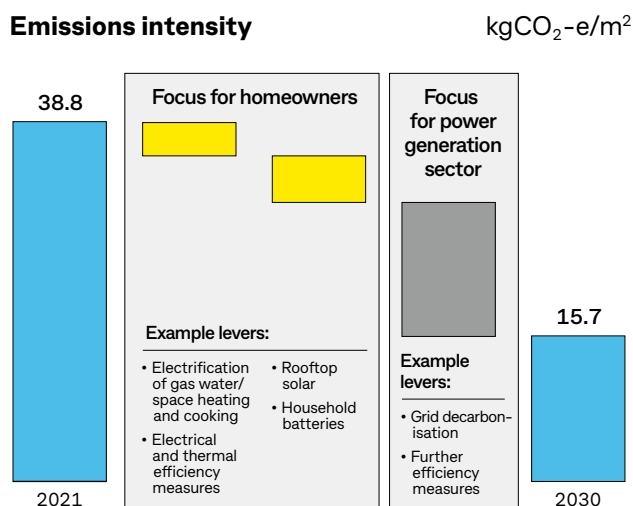 Emissions intensity
kgCO₂-e/m²
38.8
Focus for homeowners
Focus
for power
generation
sector
15.7
Example levers:
• Electrification
of gas water/
space heating
and cooking
• Electrical
and thermal
efficiency
measures
• Rooftop
solar
• Household
batteries
Example
levers:
• Grid decarbon-
isation
• Further
efficiency
measures
2021
2030